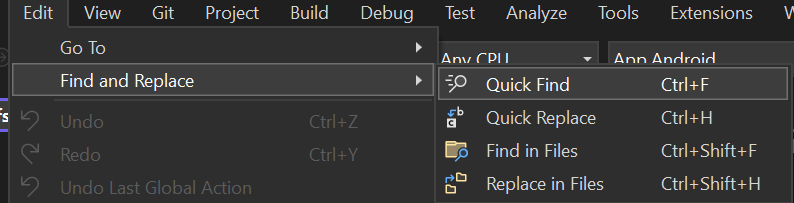 Edit View Git Project Build Debug Test Analyze Tools Extensions W
Go To
Any CPU App Android
Find and Replace
Quick Find Ctrl+F
Undo Ctrl+Z
Quick Replace Ctrl+H
Redo Ctrl+Y
Find in Files Ctrl+Shift+F
Undo Last Global Action
Replace in Files Ctrl+Shift+H